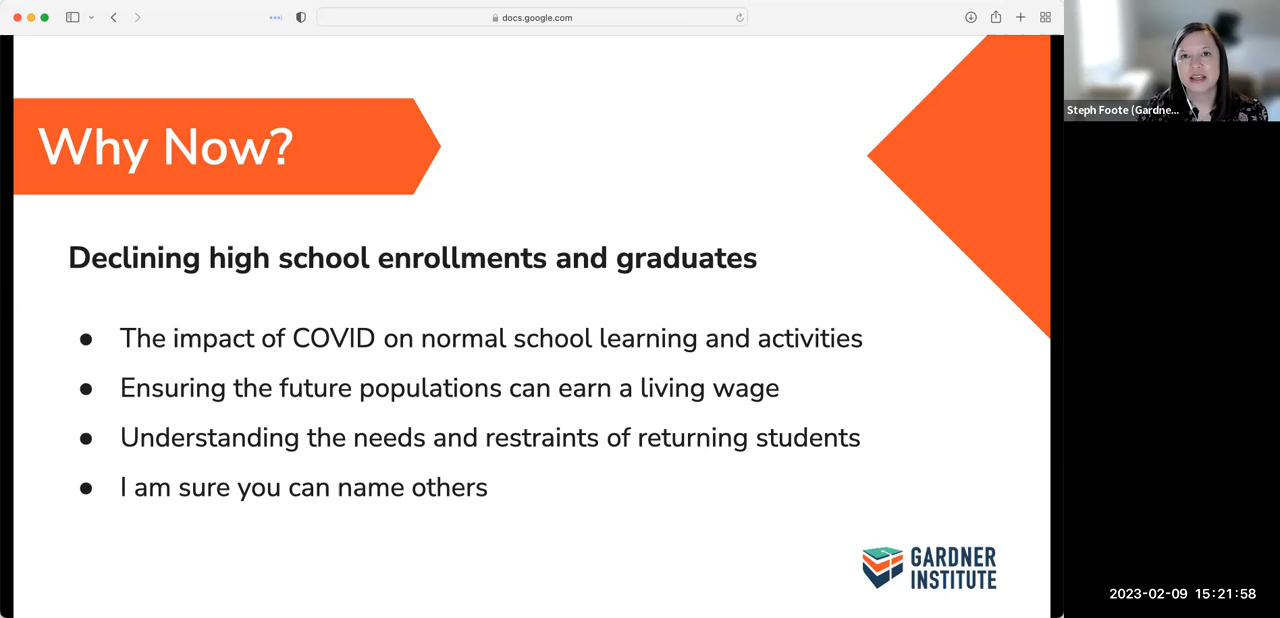 docs.google.com
Steph Foote (Gardne...
Why Now?
Declining high school enrollments and graduates
● The impact of COVID on normal school learning and activities
● Ensuring the future populations can earn a living wage
● Understanding the needs and restraints of returning students
● I am sure you can name others
GARDNER
INSTITUTE
2023-02-09 15:21:58